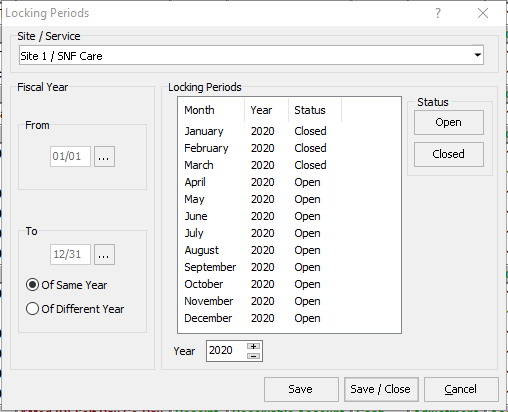 Locking Periods ?
Site / Service
Site 1 / SNF Care
Fiscal Year
From
01/01 ...
To
12/31 ...
Of Same Year
Of Different Year
Locking Periods
Month Year Status
January 2020 Closed
February 2020 Closed
March 2020 Closed
April 2020 Open
May 2020 Open
June 2020 Open
July 2020 Open
August 2020 Open
September 2020 Open
October 2020 Open
November 2020 Open
December 2020 Open
Year 2020
Status
Open
Closed
Save Save / Close Cancel